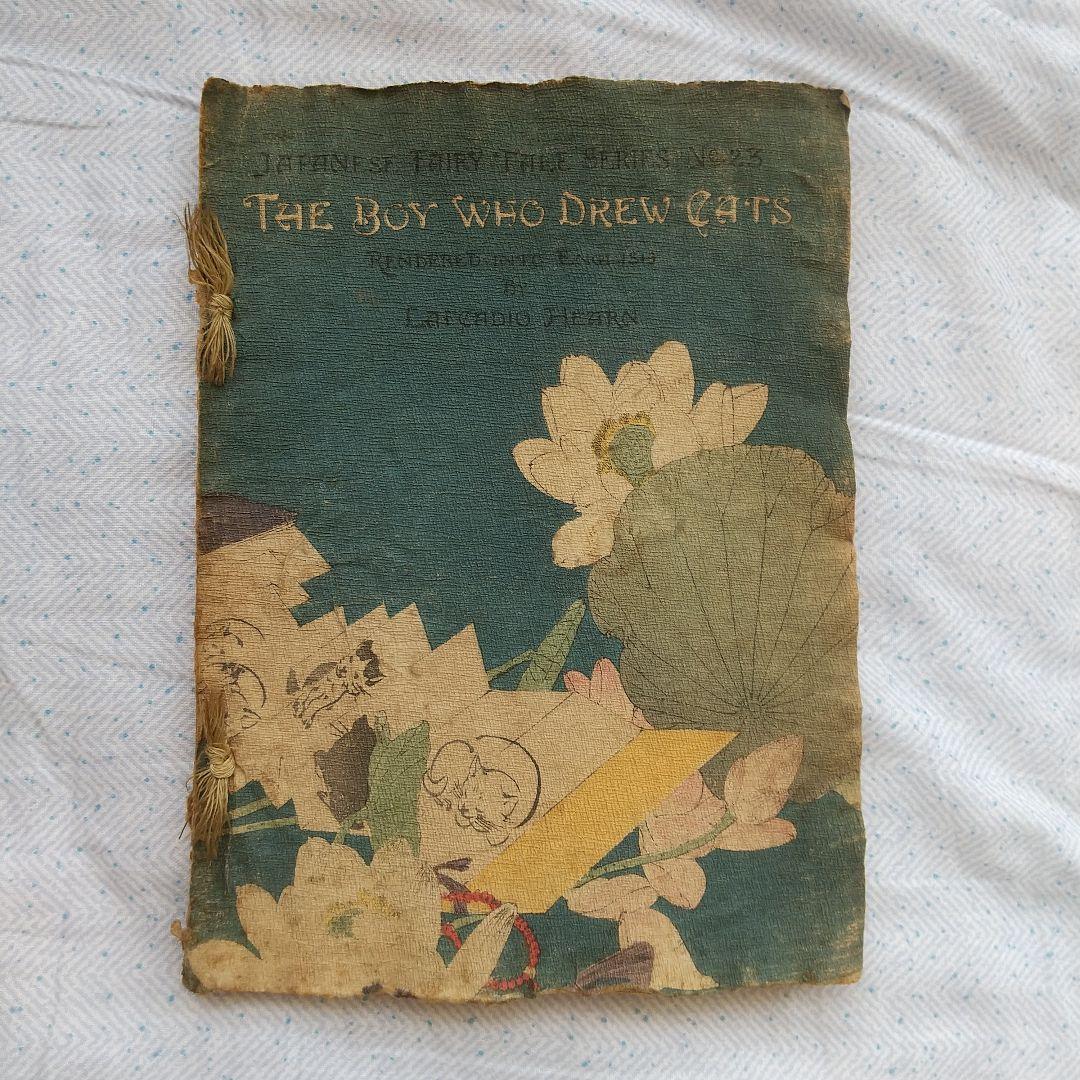 JAPANESE FAIRY TALE SERIES No 23
THE BOY WHO DREW CATS
RENDERED INTO ENGLISH
BY
LAFCADIO HEARN